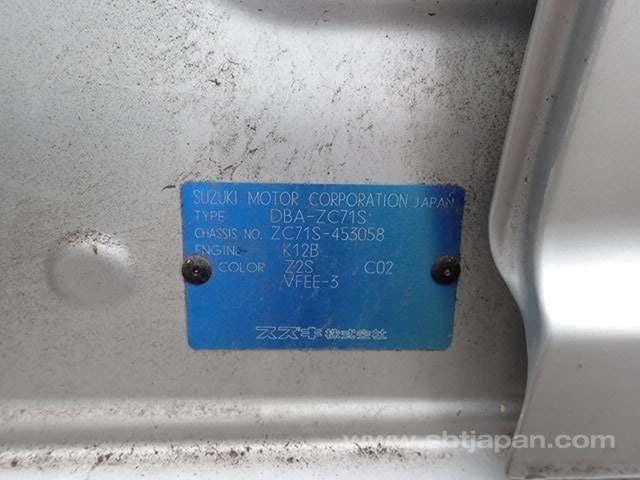 SUZUKI MOTOR CORPORATION JAPAN
TYPE DBA-ZC71S
CHASSIS NO. ZC71S-453058
ENGINE K12B
COLOR Z2S C02
VFEE-3
スズキ株式会社
www.sbtjapan.com